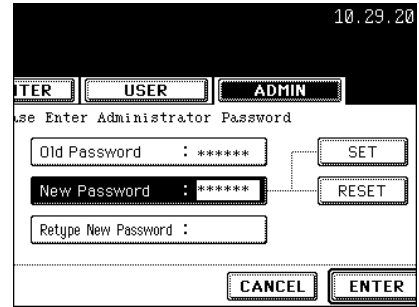 10.29.20
TER USER ADMIN
se Enter Administrator Password
Old Password : ****** SET
New Password : ****** RESET
Retype New Password :
CANCEL ENTER